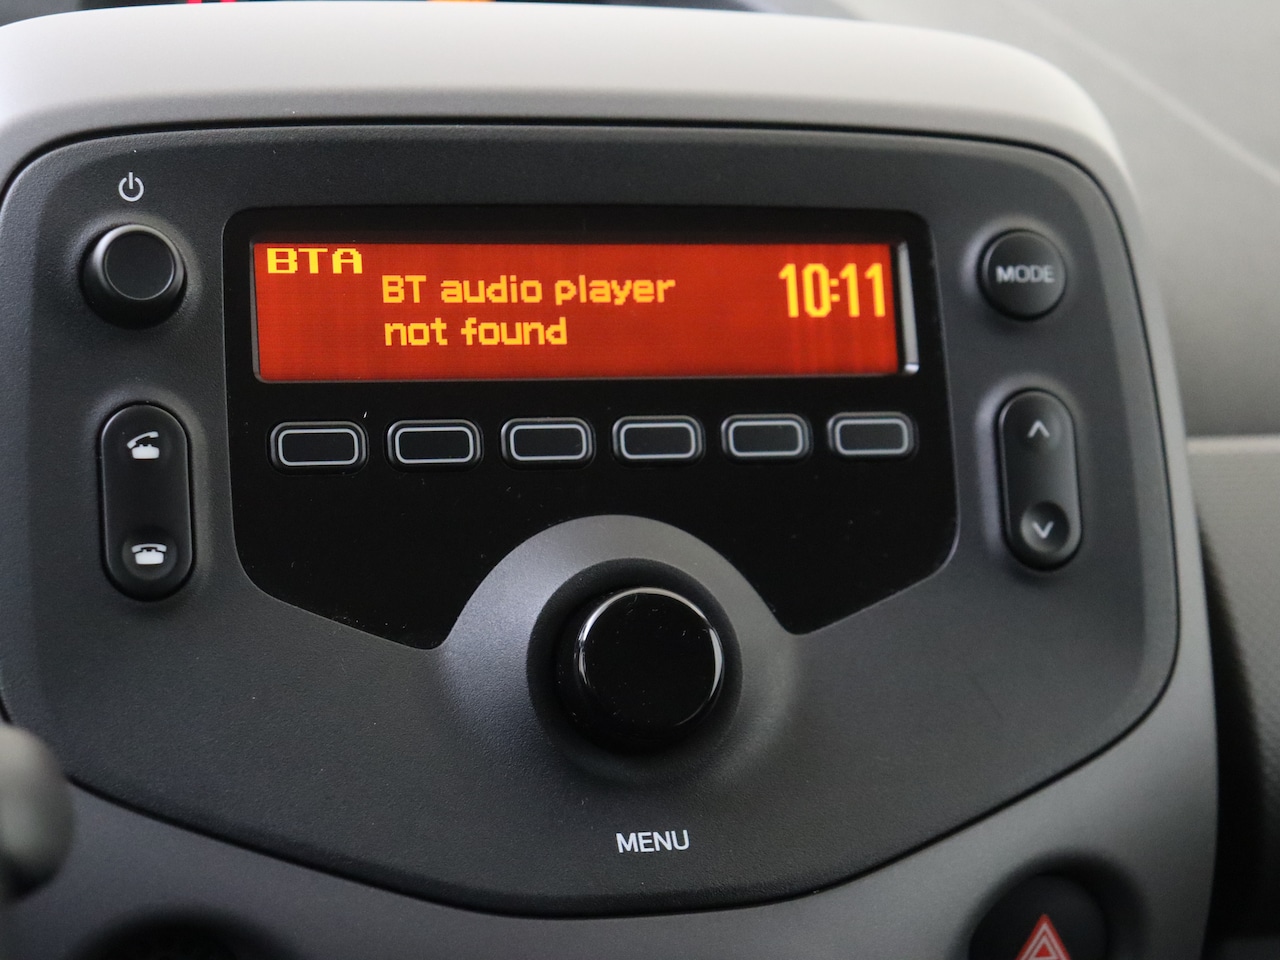 BTA
BT audio player
not found
10:11
MODE
MENU